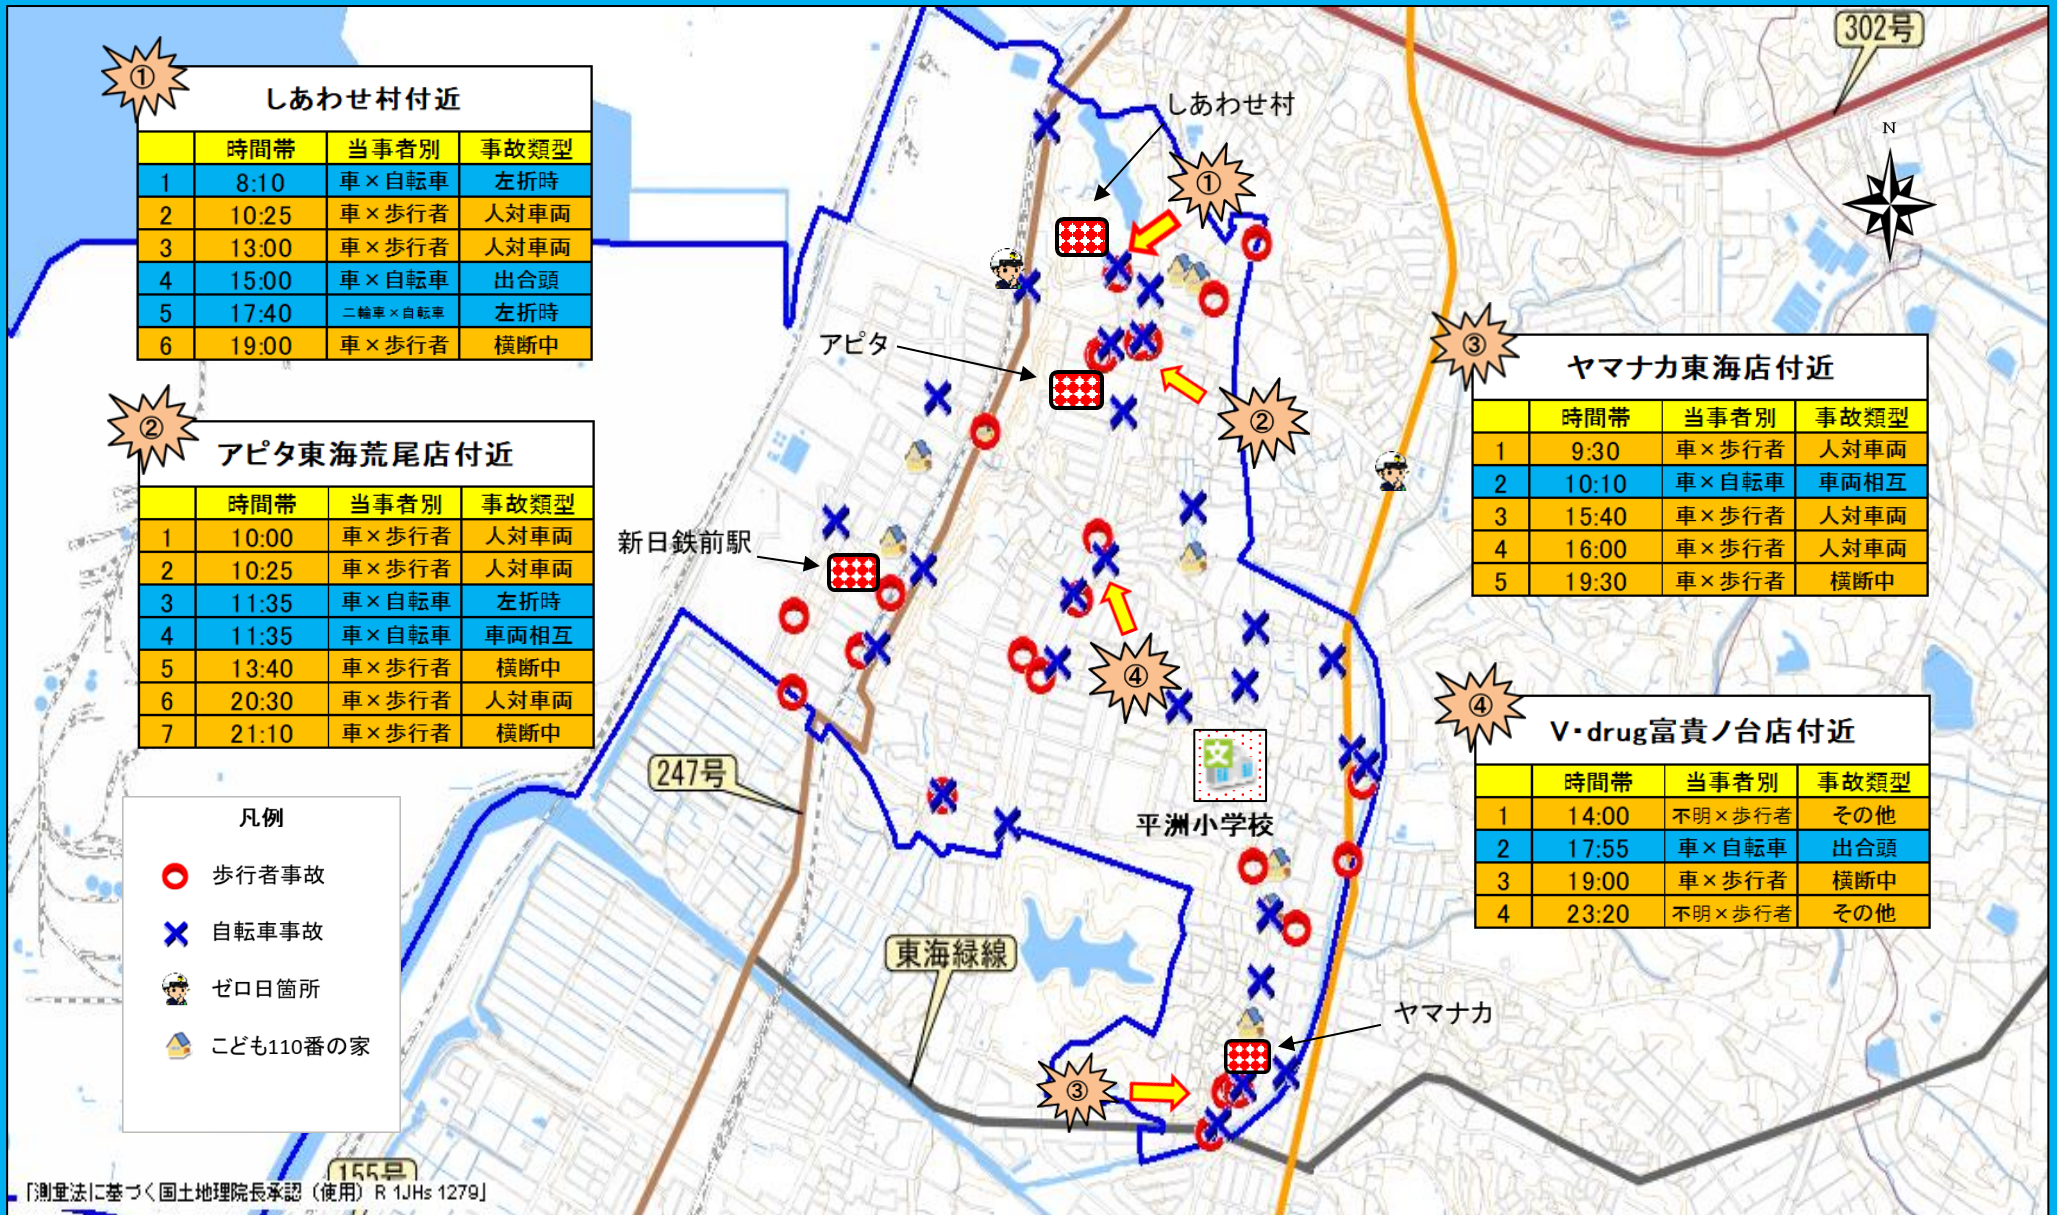 ①
しあわせ村付近
時間帯 当事者別 事故類型
1 8:10 車×自転車 左折時
2 10:25 車×歩行者 人対車両
3 13:00 車×歩行者 人対車両
4 15:00 車×自転車 出合頭
5 17:40 二輪車×自転車 左折時
6 19:00 車×歩行者 横断中
②
アピタ東海荒尾店付近
時間帯 当事者別 事故類型
1 10:00 車×歩行者 人対車両
2 10:25 車×歩行者 人対車両
3 11:35 車×自転車 左折時
4 11:35 車×自転車 車両相互
5 13:40 車×歩行者 横断中
6 20:30 車×歩行者 人対車両
7 21:10 車×歩行者 横断中
凡例
歩行者事故
自転車事故
ゼロ日箇所
こども110番の家
「測量法に基づく国土地理院長承認（使用）R 1JHs 1279」
155号
302号
N
しあわせ村
①
アピタ
②
新日鉄前駅
④
247号
文
平洲小学校
東海緑線
ヤマナカ
③
③
ヤマナカ東海店付近
時間帯 当事者別 事故類型
1 9:30 車×歩行者 人対車両
2 10:10 車×自転車 車両相互
3 15:40 車×歩行者 人対車両
4 16:00 車×歩行者 人対車両
5 19:30 車×歩行者 横断中
④
V・drug富貴ノ台店付近
時間帯 当事者別 事故類型
1 14:00 不明×歩行者 その他
2 17:55 車×自転車 出合頭
3 19:00 車×歩行者 横断中
4 23:20 不明×歩行者 その他